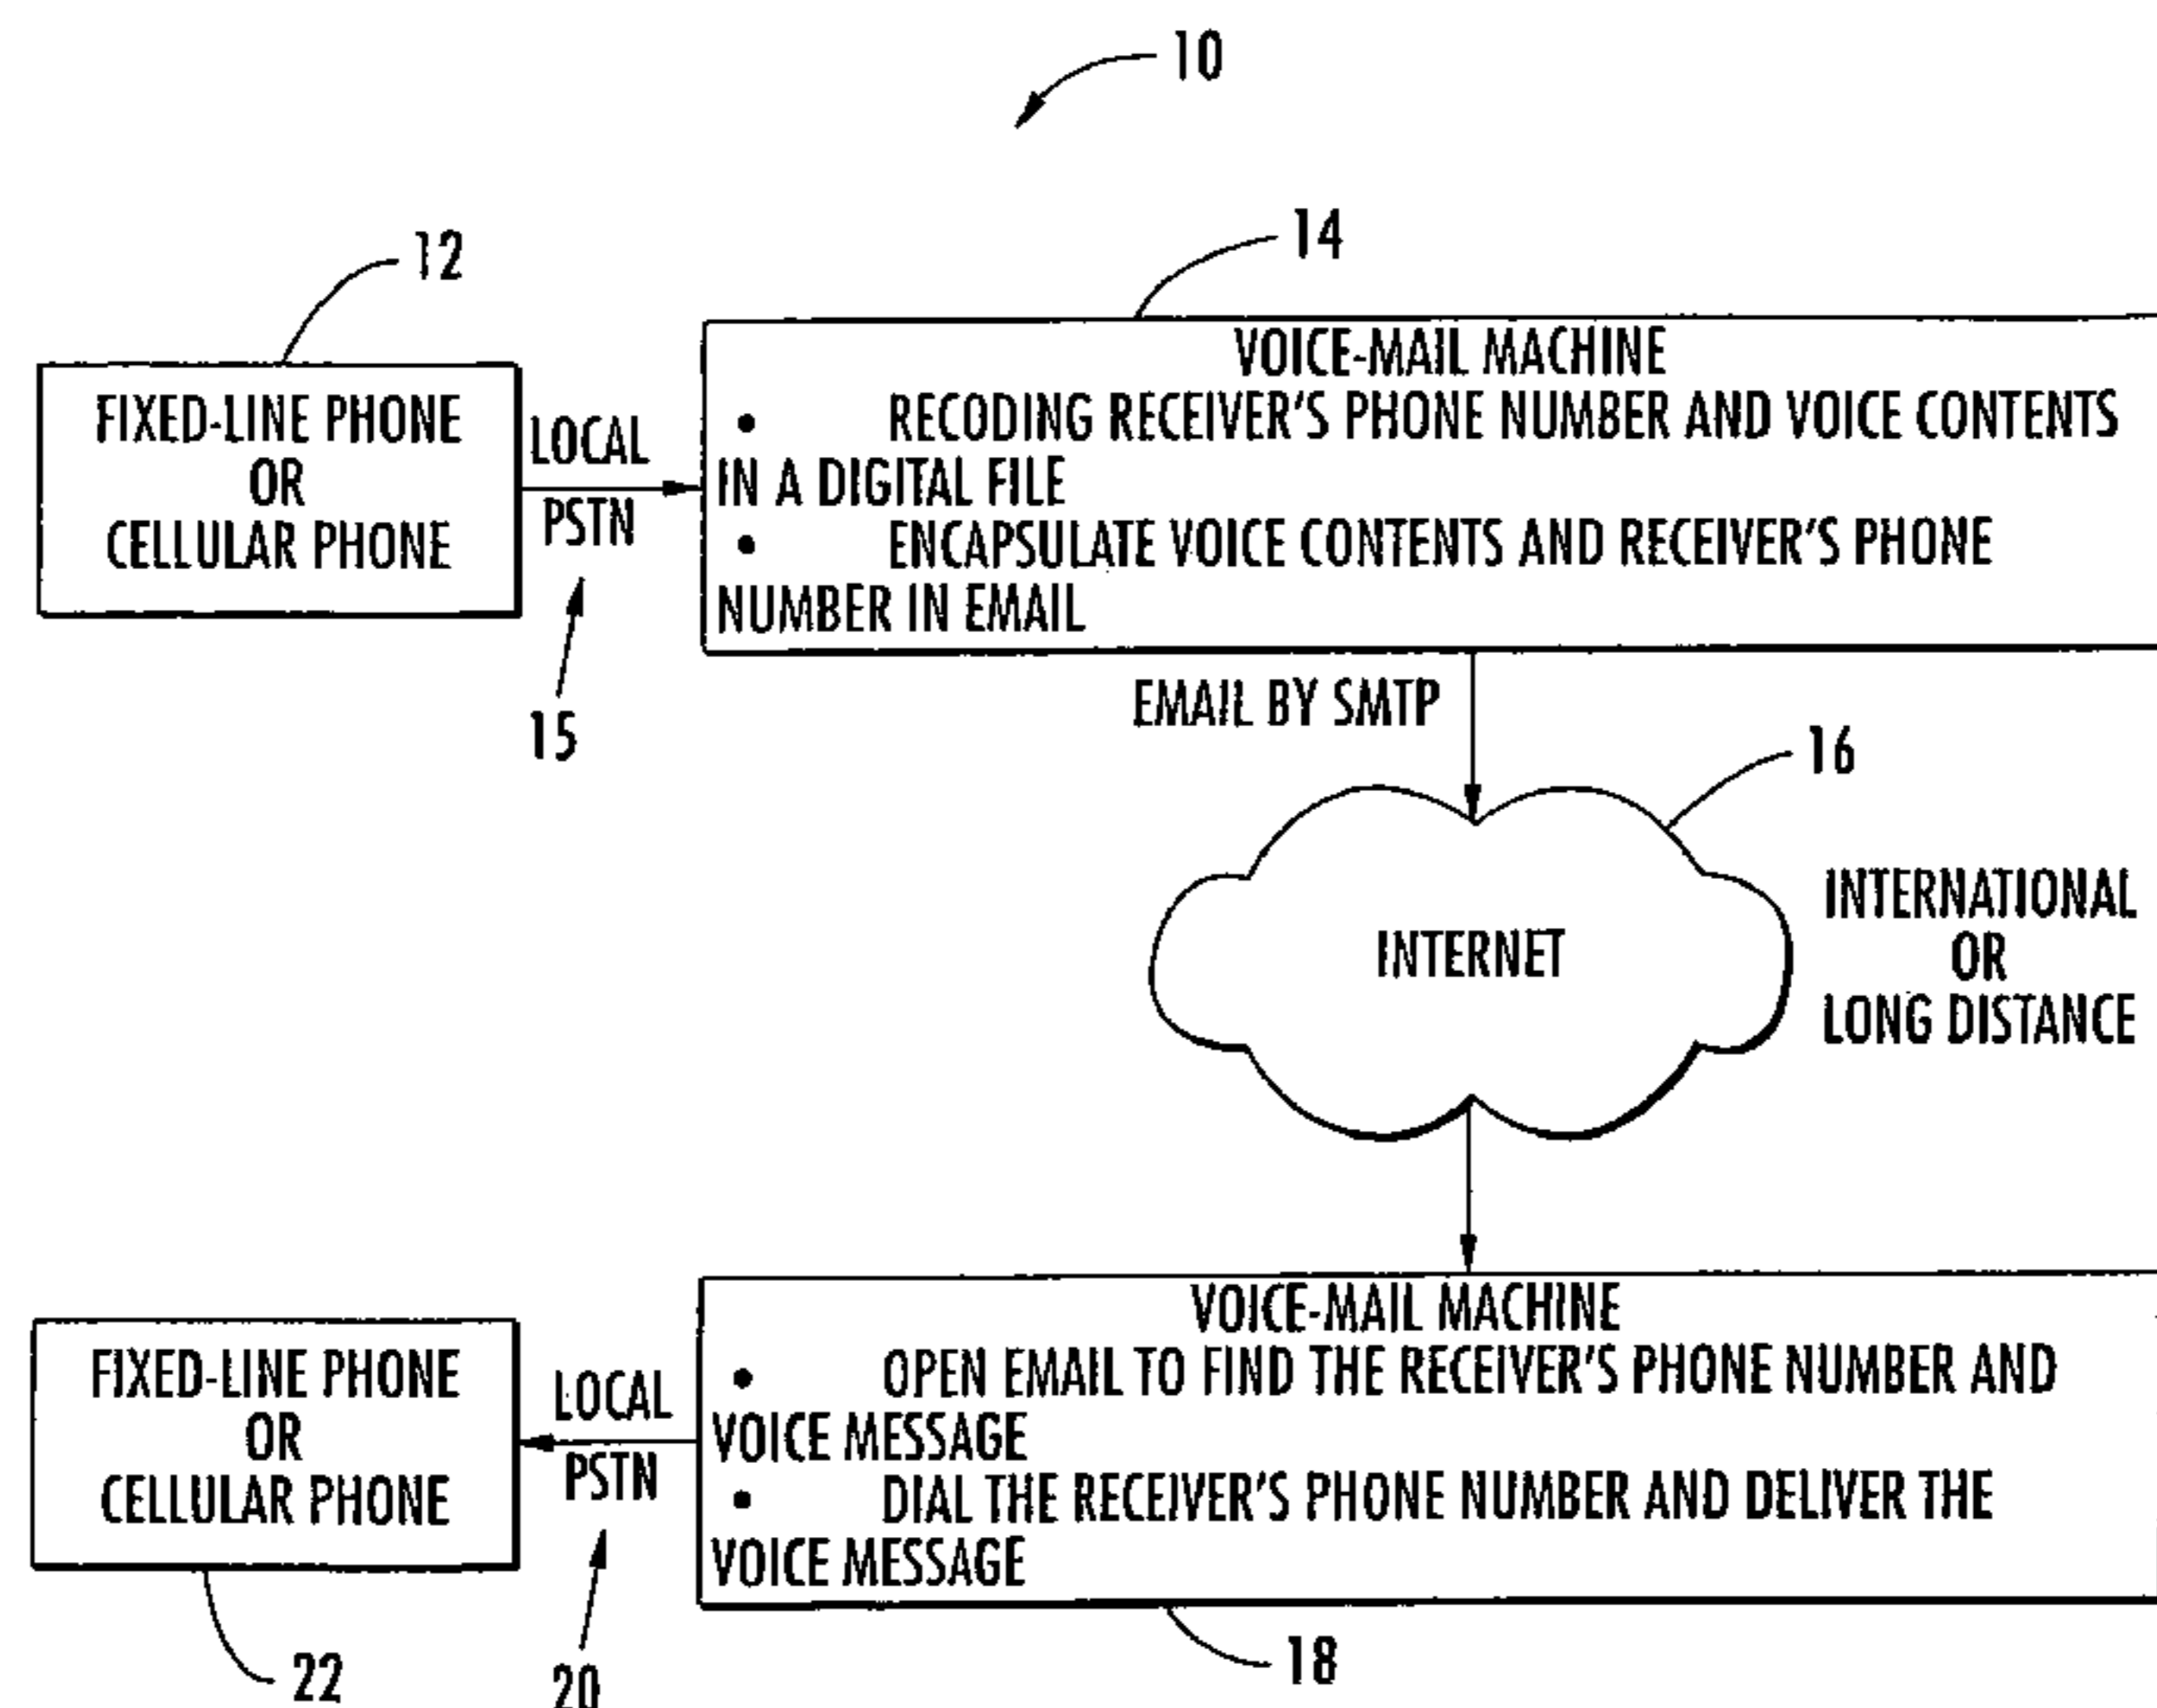 10
12
14
FIXED-LINE PHONE
OR
CELLULAR PHONE
LOCAL
PSTN
15
VOICE-MAIL MACHINE
• RECODING RECEIVER'S PHONE NUMBER AND VOICE CONTENTS
IN A DIGITAL FILE
• ENCAPSULATE VOICE CONTENTS AND RECEIVER'S PHONE
NUMBER IN EMAIL
EMAIL BY SMTP
16
INTERNET
INTERNATIONAL
OR
LONG DISTANCE
VOICE-MAIL MACHINE
• OPEN EMAIL TO FIND THE RECEIVER'S PHONE NUMBER AND
VOICE MESSAGE
• DIAL THE RECEIVER'S PHONE NUMBER AND DELIVER THE
VOICE MESSAGE
18
LOCAL
PSTN
20
FIXED-LINE PHONE
OR
CELLULAR PHONE
22